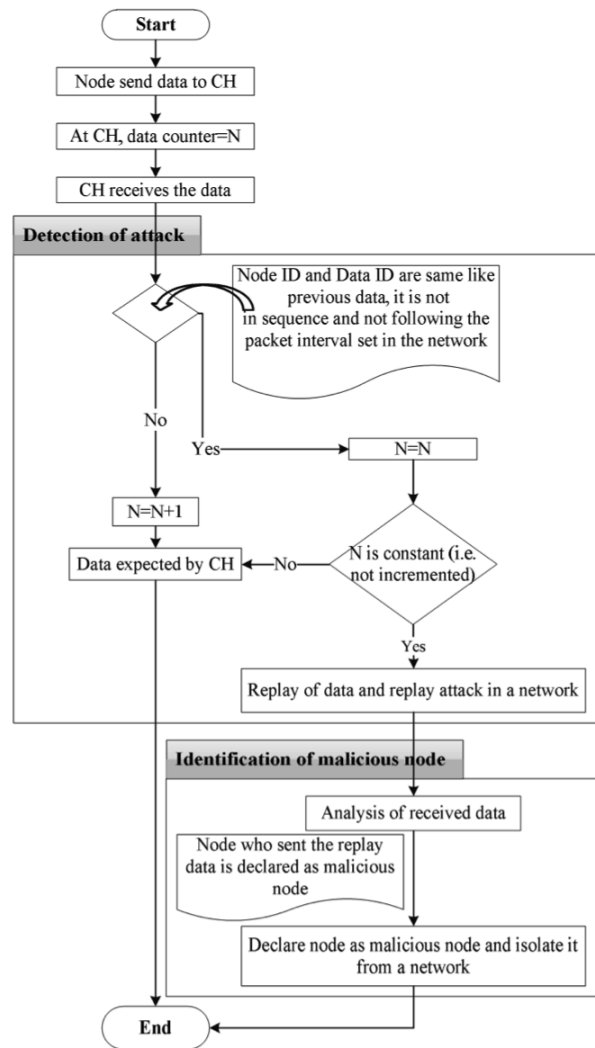 Start
Node send data to CH
At CH, data counter=N
CH receives the data
Detection of attack
Node ID and Data ID are same like
previous data, it is not
in sequence and not following the
packet interval set in the network
No
Yes
N=N
N=N+1
N is constant (i.e.
not incremented)
No
Data expected by CH
Yes
Replay of data and replay attack in a network
Identification of malicious node
Analysis of received data
Node who sent the replay
data is declared as malicious
node
Declare node as malicious node and isolate it
from a network
End